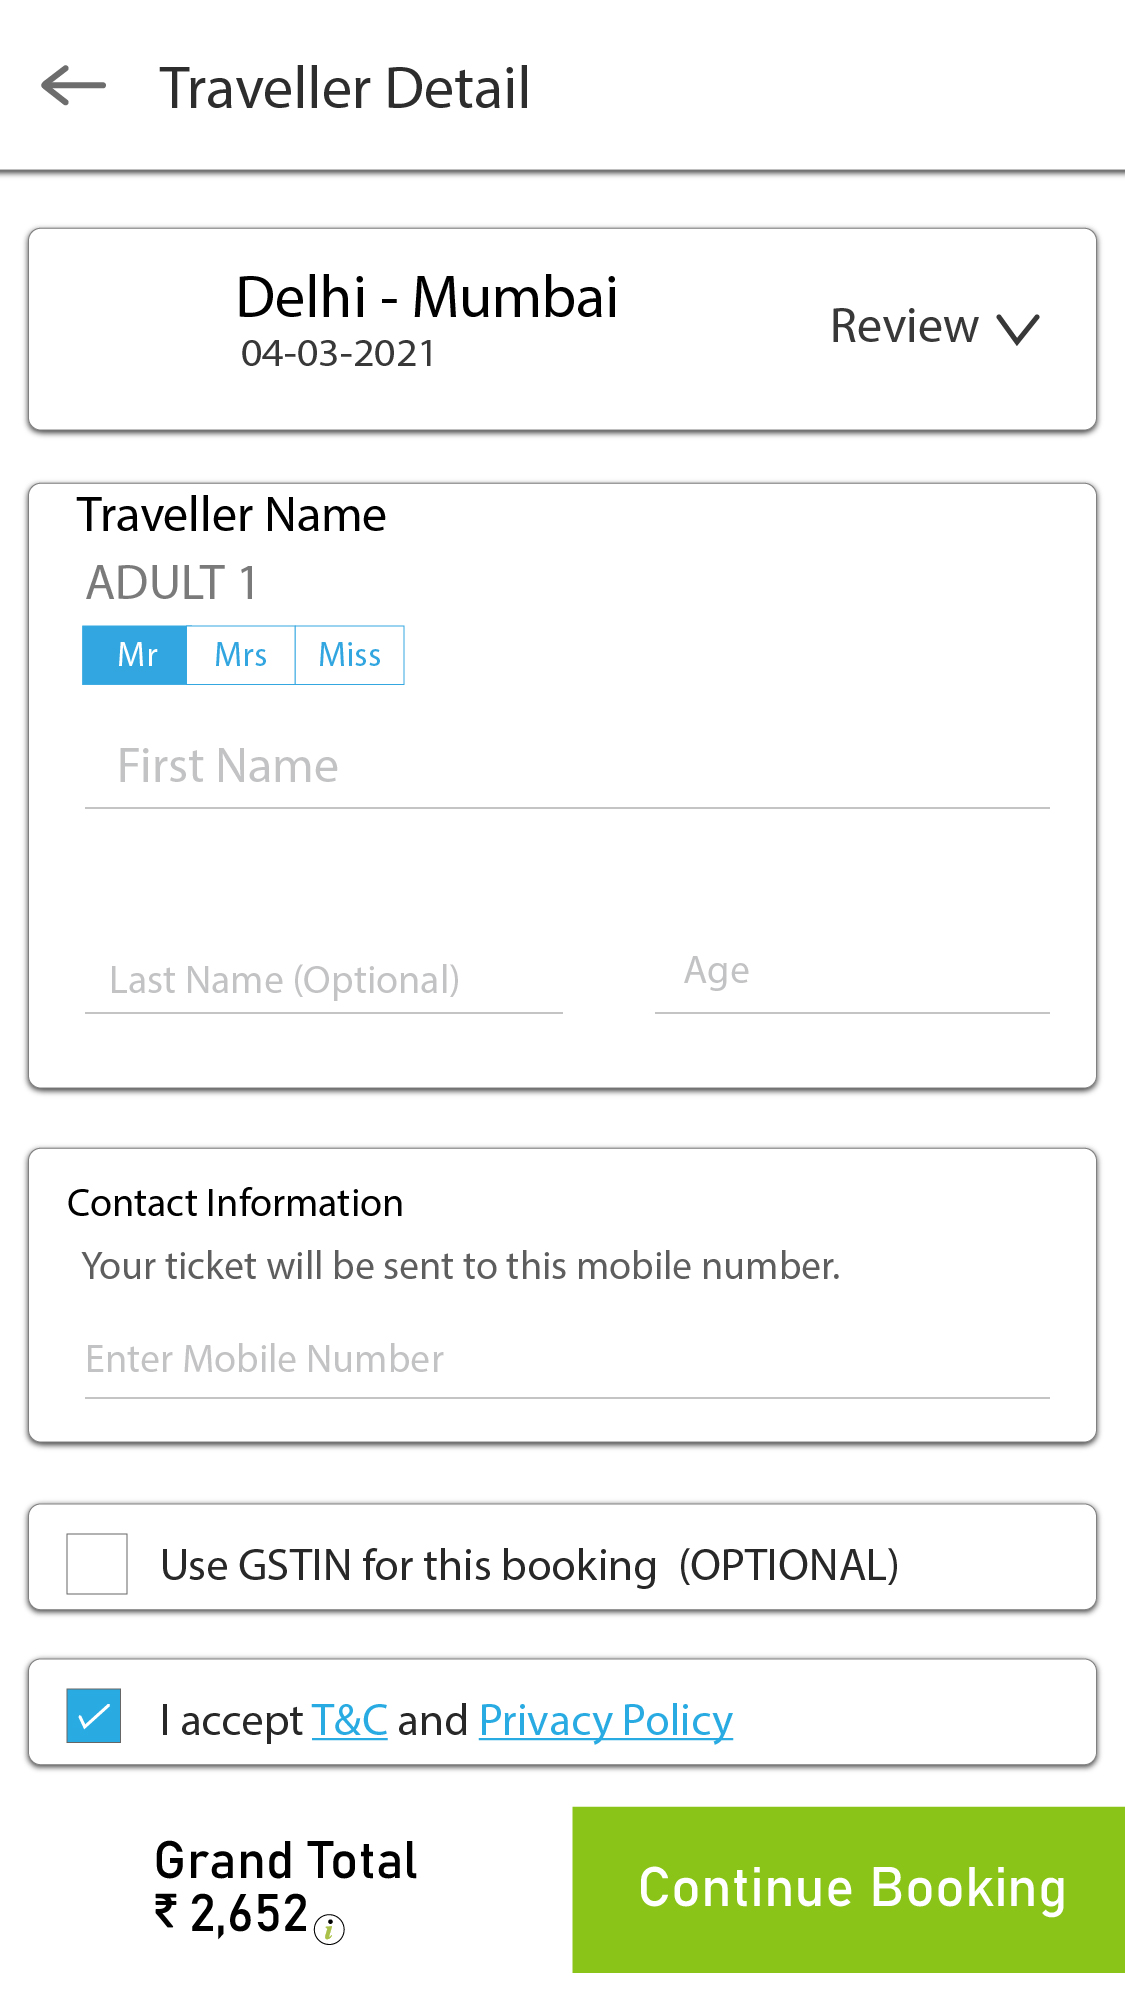 Traveller Detail
Delhi - Mumbai
04-03-2021
Review
Traveller Name
ADULT 1
Mr Mrs Miss
First Name
Last Name (Optional)
Age
Contact Information
Your ticket will be sent to this mobile number.
Enter Mobile Number
Use GSTIN for this booking (OPTIONAL)
I accept T&C and Privacy Policy
Grand Total
₹ 2,652 i
Continue Booking